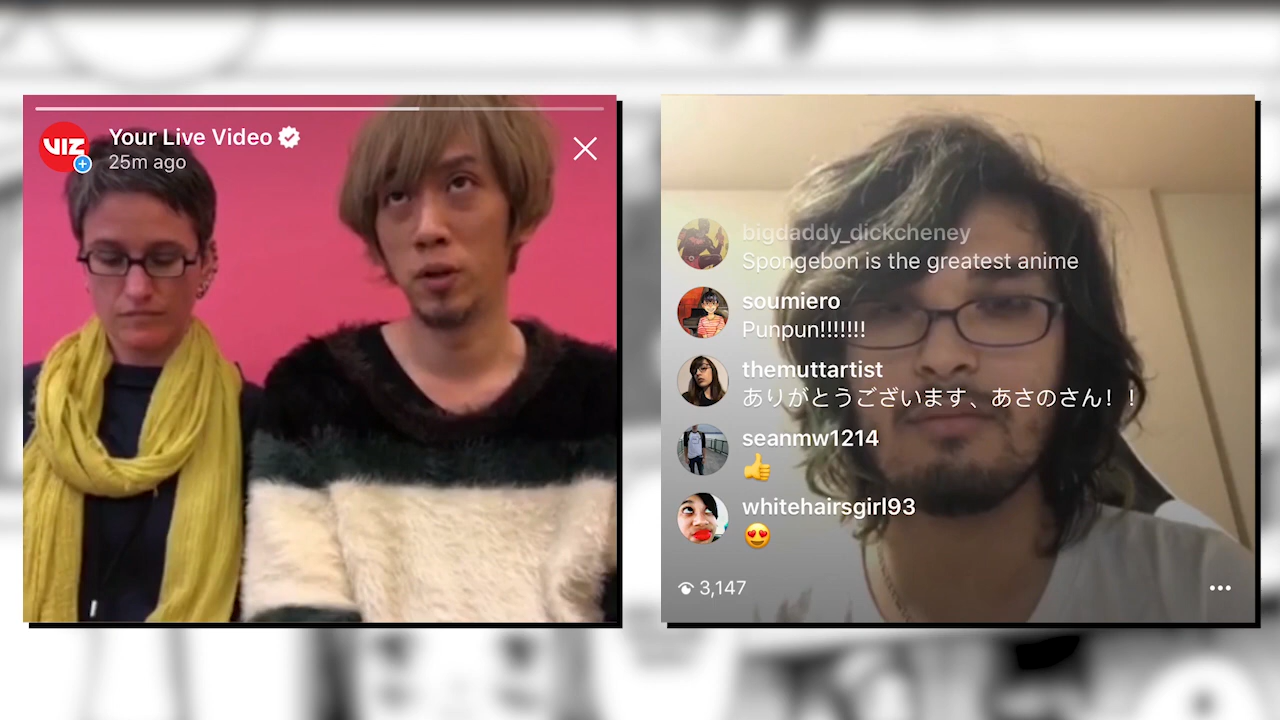 VIZ
Your Live Video
25m ago
bigdaddy_dickcheney
Spongebon is the greatest anime
soumiero
Punpun!!!!!!!
themuttartist
ありがとうございます、あさのさん！！
seanmw1214
👍
whitehairsgirl93
😍
3,147